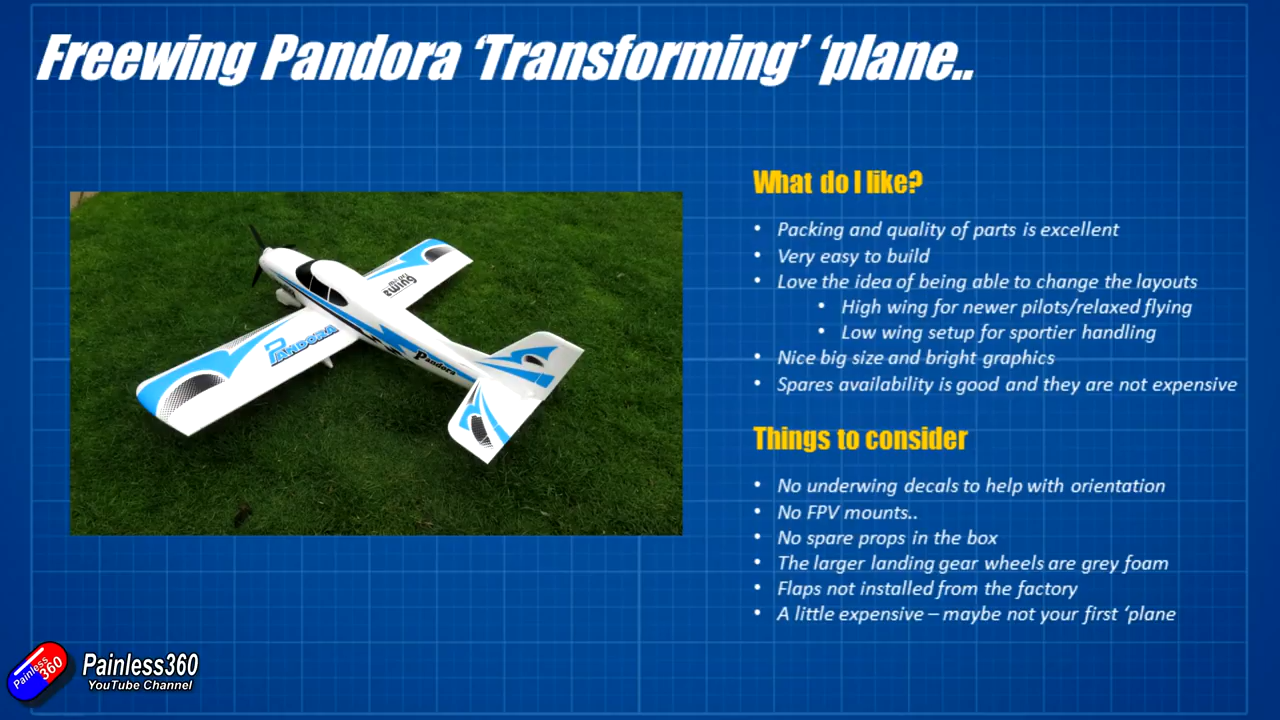 Freewing Pandora ‘Transforming’ ‘plane..
What do I like?
• Packing and quality of parts is excellent
• Very easy to build
• Love the idea of being able to change the layouts
• High wing for newer pilots/relaxed flying
• Low wing setup for sportier handling
• Nice big size and bright graphics
• Spares availability is good and they are not expensive
Things to consider
• No underwing decals to help with orientation
• No FPV mounts..
• No spare props in the box
• The larger landing gear wheels are grey foam
• Flaps not installed from the factory
• A little expensive – maybe not your first ‘plane
PANDORA
Pandora
Painless
360
Painless360
YouTube Channel